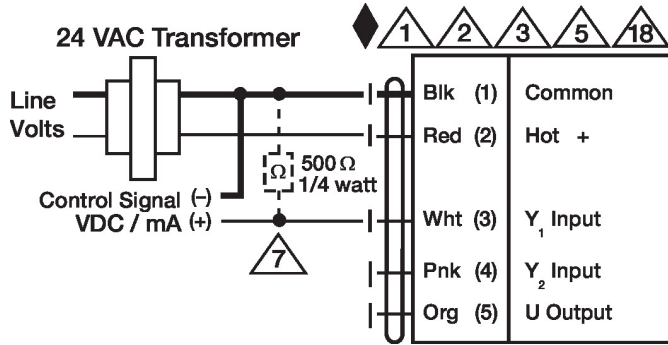 24 VAC Transformer
1 2 3 5 18
Line
Volts
Blk (1) Common
Red (2) Hot +
Ω 500 Ω
1/4 watt
Control Signal (-)
VDC / mA (+)
Wht (3) Y₁ Input
7
Pnk (4) Y₂ Input
Org (5) U Output